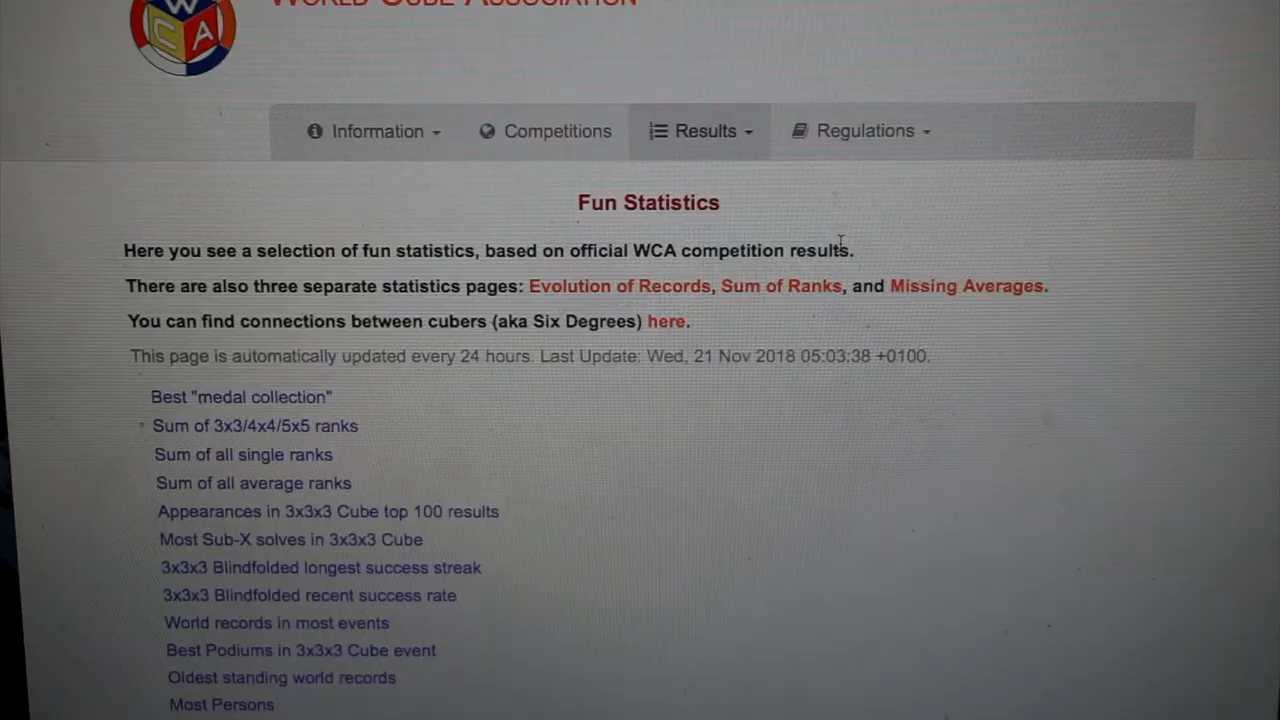 WORLD CUBE ASSOCIATION
W
C A
Information Competitions Results Regulations
Fun Statistics
Here you see a selection of fun statistics, based on official WCA competition results.
There are also three separate statistics pages: Evolution of Records, Sum of Ranks, and Missing Averages.
You can find connections between cubers (aka Six Degrees) here.
This page is automatically updated every 24 hours. Last Update: Wed, 21 Nov 2018 05:03:38 +0100.
Best "medal collection"
Sum of 3x3/4x4/5x5 ranks
Sum of all single ranks
Sum of all average ranks
Appearances in 3x3x3 Cube top 100 results
Most Sub-X solves in 3x3x3 Cube
3x3x3 Blindfolded longest success streak
3x3x3 Blindfolded recent success rate
World records in most events
Best Podiums in 3x3x3 Cube event
Oldest standing world records
Most Persons